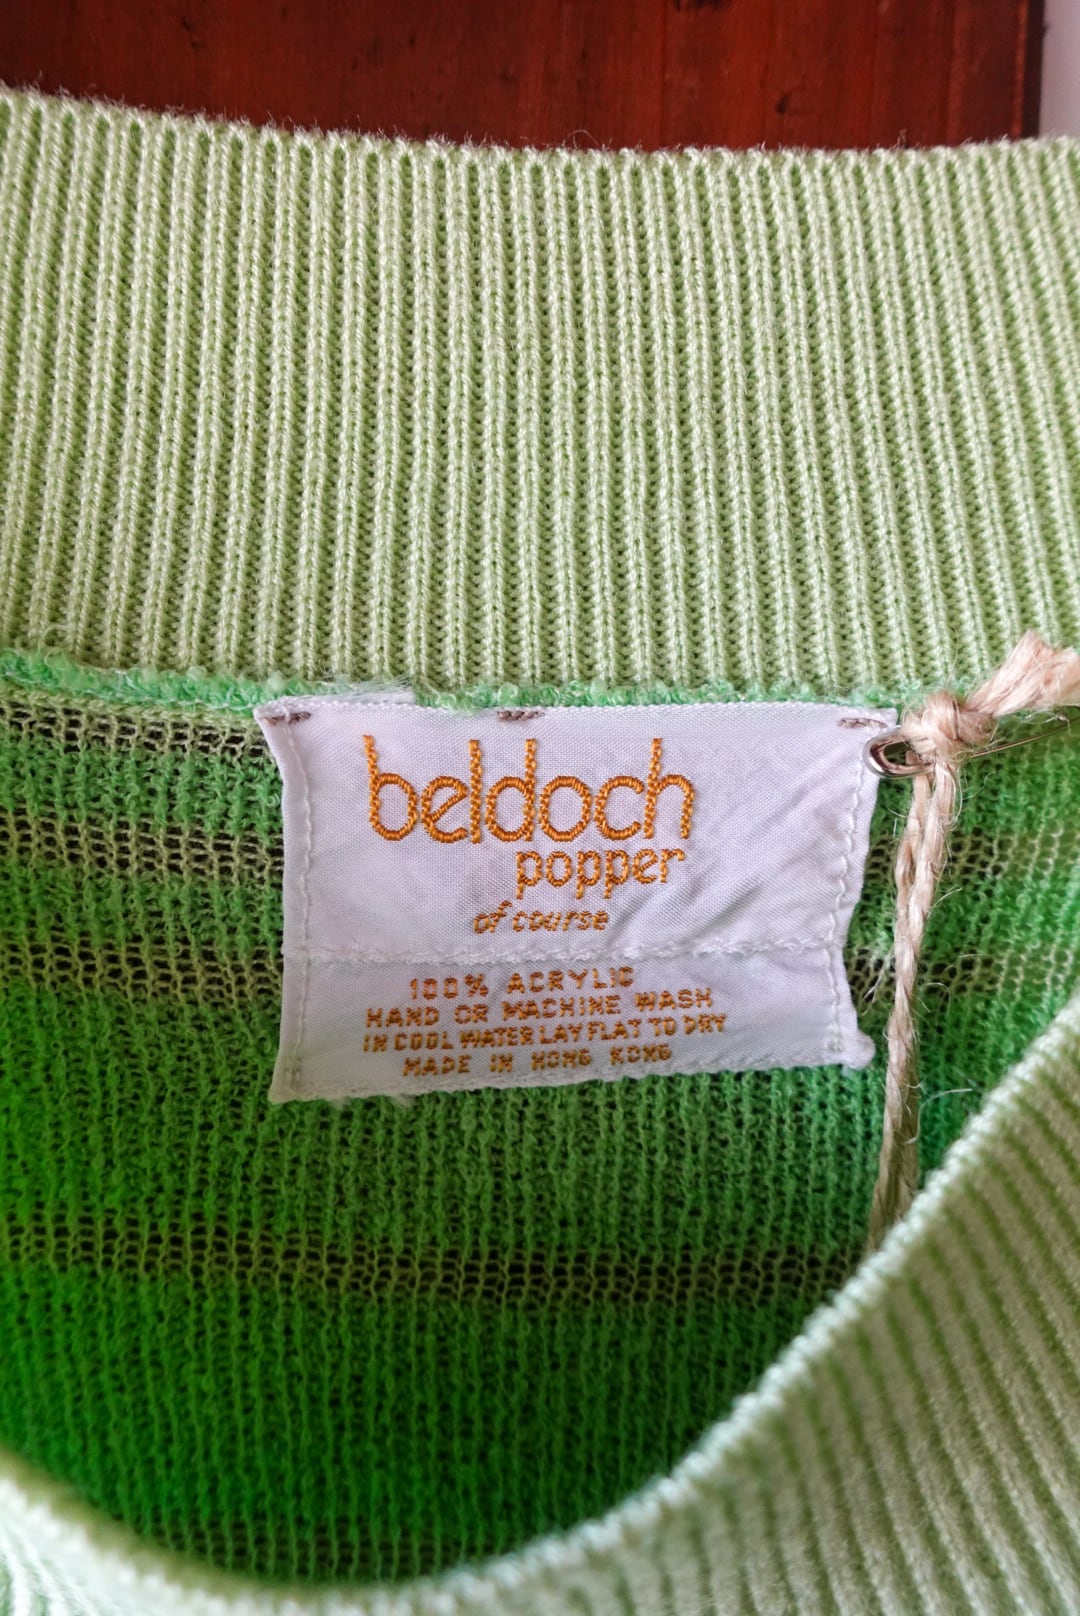 beldoch
popper
of course
100% ACRYLIC
HAND OR MACHINE WASH
IN COOL WATER LAY FLAT TO DRY
MADE IN HONG KONG